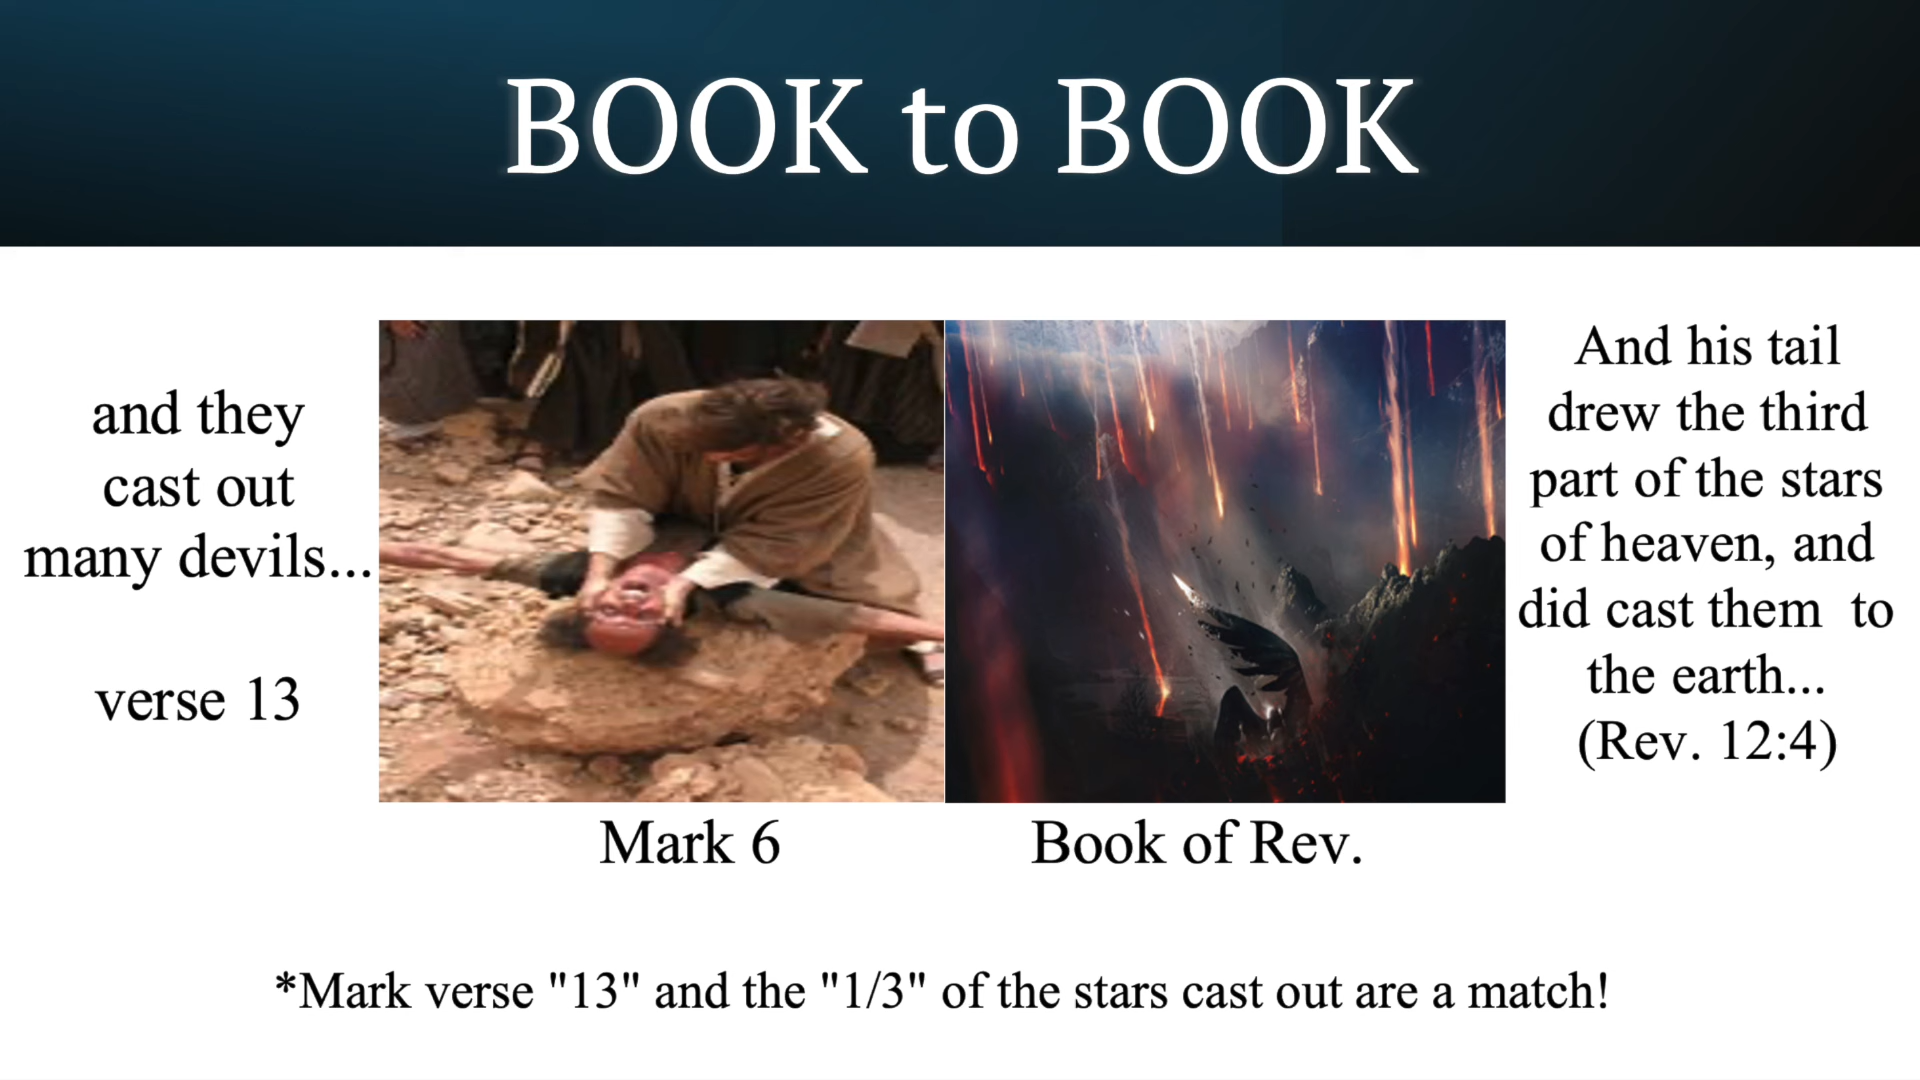 BOOK to BOOK
and they
cast out
many devils...
verse 13
And his tail
drew the third
part of the stars
of heaven, and
did cast them  to
the earth...
(Rev. 12:4)
Mark 6
Book of Rev.
*Mark verse "13" and the "1/3" of the stars cast out are a match!